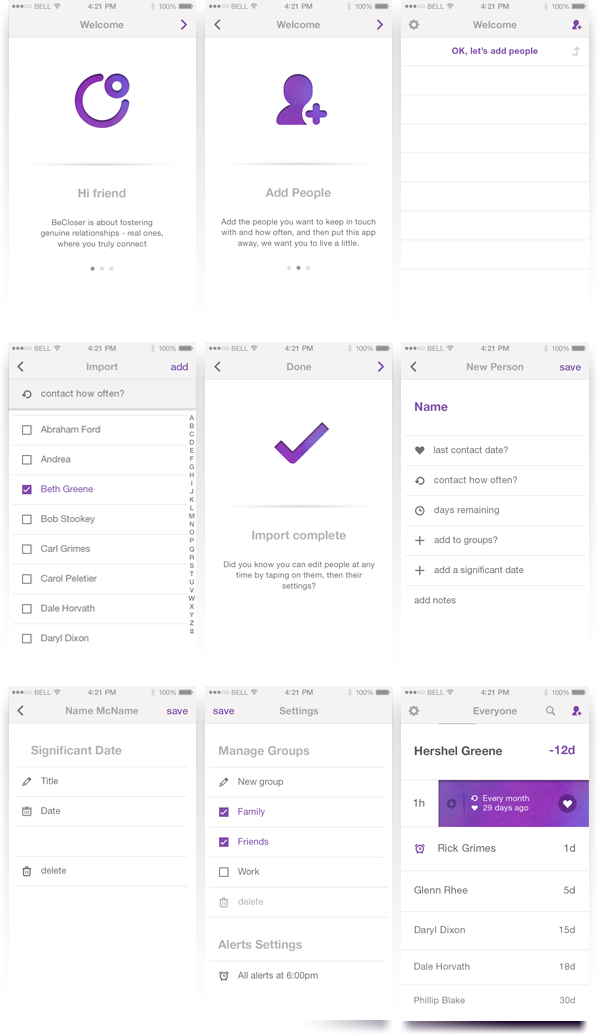 BELL 4:21 PM 100%
Welcome
Hi friend
BeCloser is about fostering
genuine relationships - real ones,
where you truly connect
BELL 4:21 PM 100%
Welcome
Add People
Add the people you want to keep in touch
with and how often, and then put this app
away, we want you to live a little.
BELL 4:21 PM 100%
Welcome
OK, let's add people
BELL 4:21 PM 100%
Import add
contact how often?
Abraham Ford
Andrea
Beth Greene
Bob Stookey
Carl Grimes
Carol Peletier
Dale Horvath
Daryl Dixon
A
B
C
D
E
F
G
H
I
J
K
L
M
N
O
P
Q
R
S
T
U
V
W
X
Y
Z
#
BELL 4:21 PM 100%
Done
Import complete
Did you know you can edit people at any
time by taping on them, then their
settings?
BELL 4:21 PM 100%
New Person save
Name
last contact date?
contact how often?
days remaining
add to groups?
add a significant date
add notes
BELL 4:21 PM 100%
Name McName save
Significant Date
Title
Date
delete
BELL 4:21 PM 100%
save Settings
Manage Groups
New group
Family
Friends
Work
delete
Alerts Settings
All alerts at 6:00pm
BELL 4:21 PM 100%
Everyone
Hershel Greene -12d
1h Every month
29 days ago
Rick Grimes 1d
Glenn Rhee 5d
Daryl Dixon 15d
Dale Horvath 18d
Phillip Blake 30d